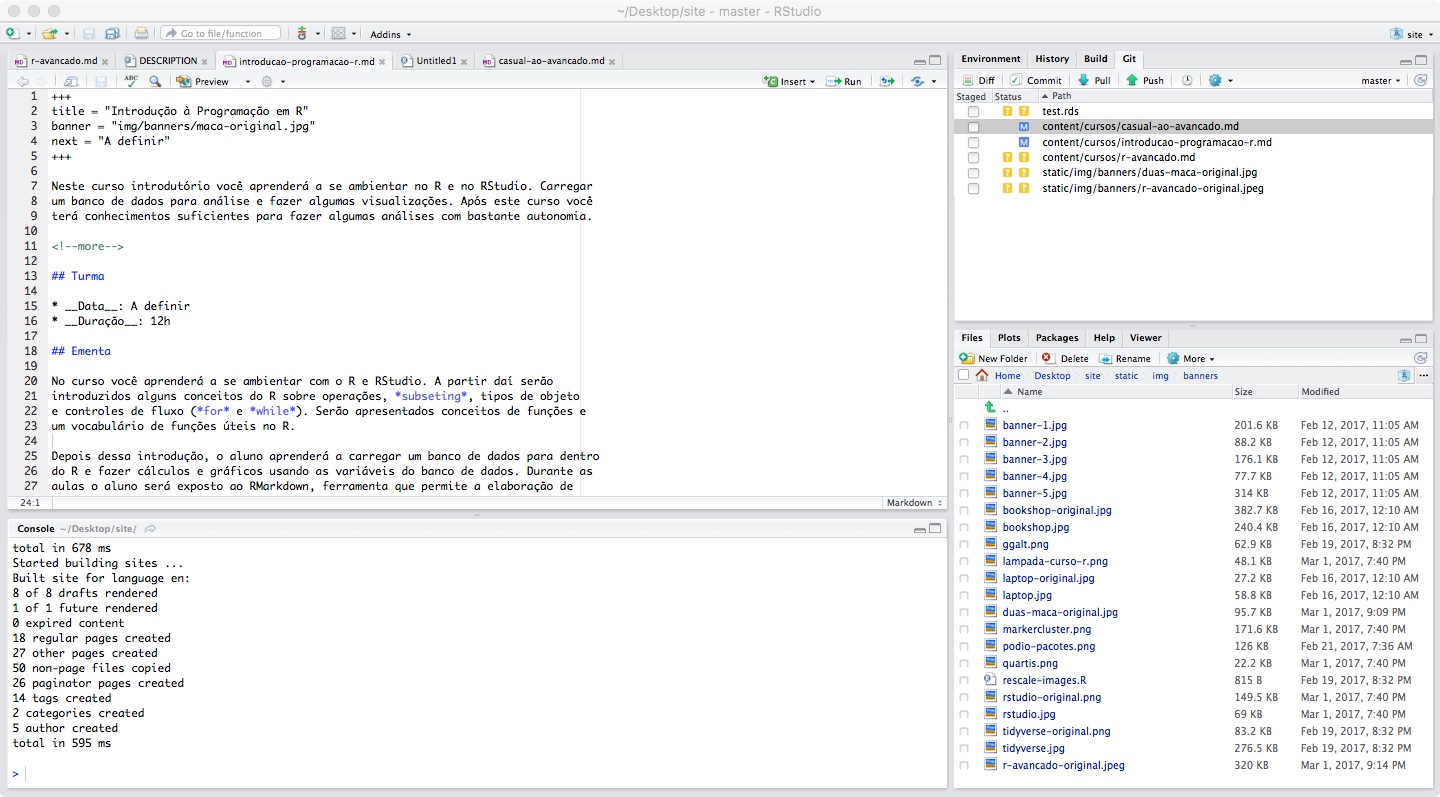 ~/Desktop/site - master - RStudio
Go to file/function
Addins
site
r-avancado.md
DESCRIPTION
introducao-programacao-r.md
Untitled1
casual-ao-avancado.md
ABC
Preview
Insert
Run
1 +++
2 title = "Introdução à Programação em R"
3 banner = "img/banners/maca-original.jpg"
4 next = "A definir"
5 +++
6
7 Neste curso introdutório você aprenderá a se ambientar no R e no RStudio. Carregar
8 um banco de dados para análise e fazer algumas visualizações. Após este curso você
9 terá conhecimentos suficientes para fazer algumas análises com bastante autonomia.
10
11 <!--more-->
12
13 ## Turma
14
15 * __Data__: A definir
16 * __Duração__: 12h
17
18 ## Ementa
19
20 No curso você aprenderá a se ambientar com o R e RStudio. A partir daí serão
21 introduzidos alguns conceitos do R sobre operações, *subseting*, tipos de objeto
22 e controles de fluxo (*for* e *while*). Serão apresentados conceitos de funções e
23 um vocabulário de funções úteis no R.
24
25 Depois dessa introdução, o aluno aprenderá a carregar um banco de dados para dentro
26 do R e fazer cálculos e gráficos usando as variáveis do banco de dados. Durante as
27 aulas o aluno será exposto ao RMarkdown, ferramenta que permite a elaboração de
24:1
Markdown
Console ~/Desktop/site/
total in 678 ms
Started building sites ...
Built site for language en:
8 of 8 drafts rendered
1 of 1 future rendered
0 expired content
18 regular pages created
27 other pages created
50 non-page files copied
26 paginator pages created
14 tags created
2 categories created
5 author created
total in 595 ms
>
Environment History Build Git
Diff Commit Pull Push master
Staged Status Path
? ? test.rds
M content/cursos/casual-ao-avancado.md
M content/cursos/introducao-programacao-r.md
? ? content/cursos/r-avancado.md
? ? static/img/banners/duas-maca-original.jpg
? ? static/img/banners/r-avancado-original.jpeg
Files Plots Packages Help Viewer
New Folder Delete Rename More
Home Desktop site static img banners ...
Name Size Modified
..
banner-1.jpg 201.6 KB Feb 12, 2017, 11:05 AM
banner-2.jpg 88.2 KB Feb 12, 2017, 11:05 AM
banner-3.jpg 176.1 KB Feb 12, 2017, 11:05 AM
banner-4.jpg 77.7 KB Feb 12, 2017, 11:05 AM
banner-5.jpg 314 KB Feb 12, 2017, 11:05 AM
bookshop-original.jpg 382.7 KB Feb 16, 2017, 12:10 AM
bookshop.jpg 240.4 KB Feb 16, 2017, 12:10 AM
ggalt.png 62.9 KB Feb 19, 2017, 8:32 PM
lampada-curso-r.png 48.1 KB Mar 1, 2017, 7:40 PM
laptop-original.jpg 27.2 KB Feb 16, 2017, 12:10 AM
laptop.jpg 58.8 KB Feb 16, 2017, 12:10 AM
duas-maca-original.jpg 95.7 KB Mar 1, 2017, 9:09 PM
markercluster.png 171.6 KB Mar 1, 2017, 7:40 PM
podio-pacotes.png 126 KB Feb 21, 2017, 7:36 AM
quartis.png 22.2 KB Mar 1, 2017, 7:40 PM
rescale-images.R 815 B Feb 19, 2017, 8:32 PM
rstudio-original.png 149.5 KB Mar 1, 2017, 7:40 PM
rstudio.jpg 69 KB Mar 1, 2017, 7:40 PM
tidyverse-original.png 83.2 KB Feb 19, 2017, 8:32 PM
tidyverse.jpg 276.5 KB Feb 19, 2017, 8:32 PM
r-avancado-original.jpeg 320 KB Mar 1, 2017, 9:14 PM